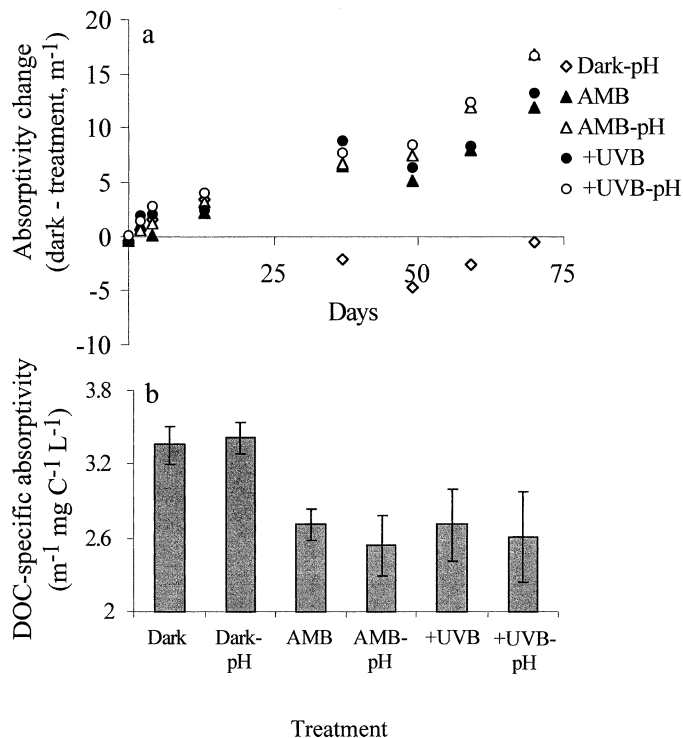 a
Absorptivity change
(dark - treatment, m-1)
20
15
10
5
0
-5
-10
25
50
75
Days
Dark-pH
AMB
AMB-pH
+UVB
+UVB-pH
b
DOC-specific absorptivity
(m-1 mg C-1 L-1)
3.8
3.2
2.6
2
Dark
Dark-
pH
AMB
AMB-
pH
+UVB
+UVB-
pH
Treatment